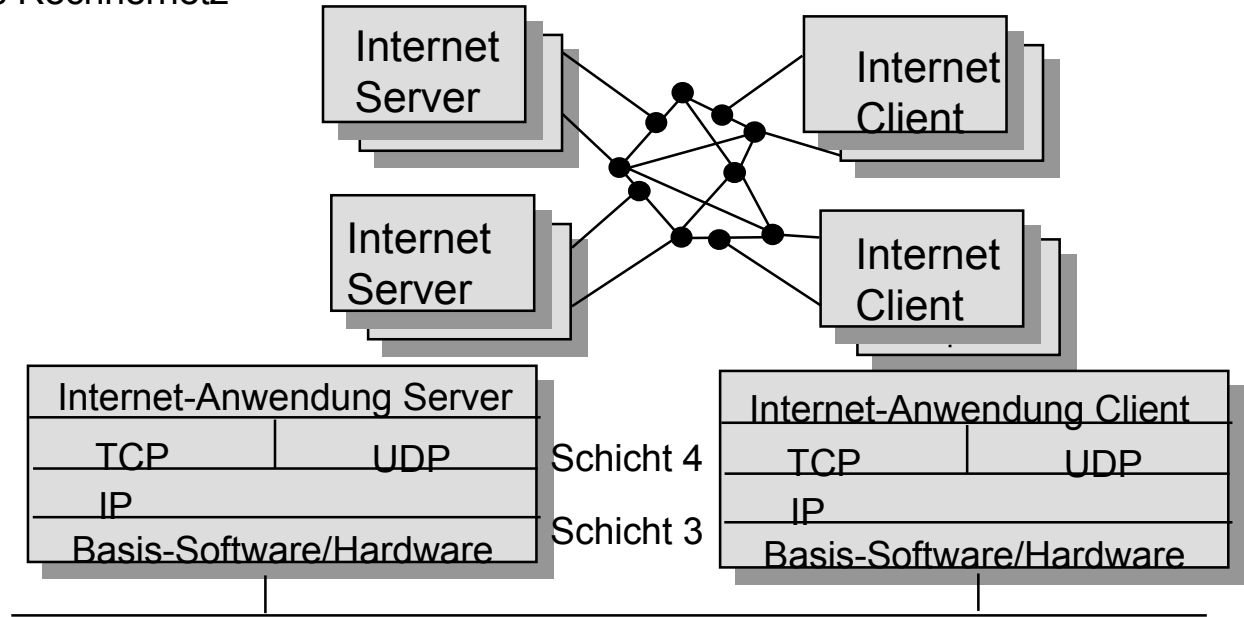 Internet
Server
Internet
Client
Internet
Server
Internet
Client
Internet-Anwendung Server
TCP UDP
IP
Basis-Software/Hardware
Schicht 4
Schicht 3
Internet-Anwendung Client
TCP UDP
IP
Basis-Software/Hardware